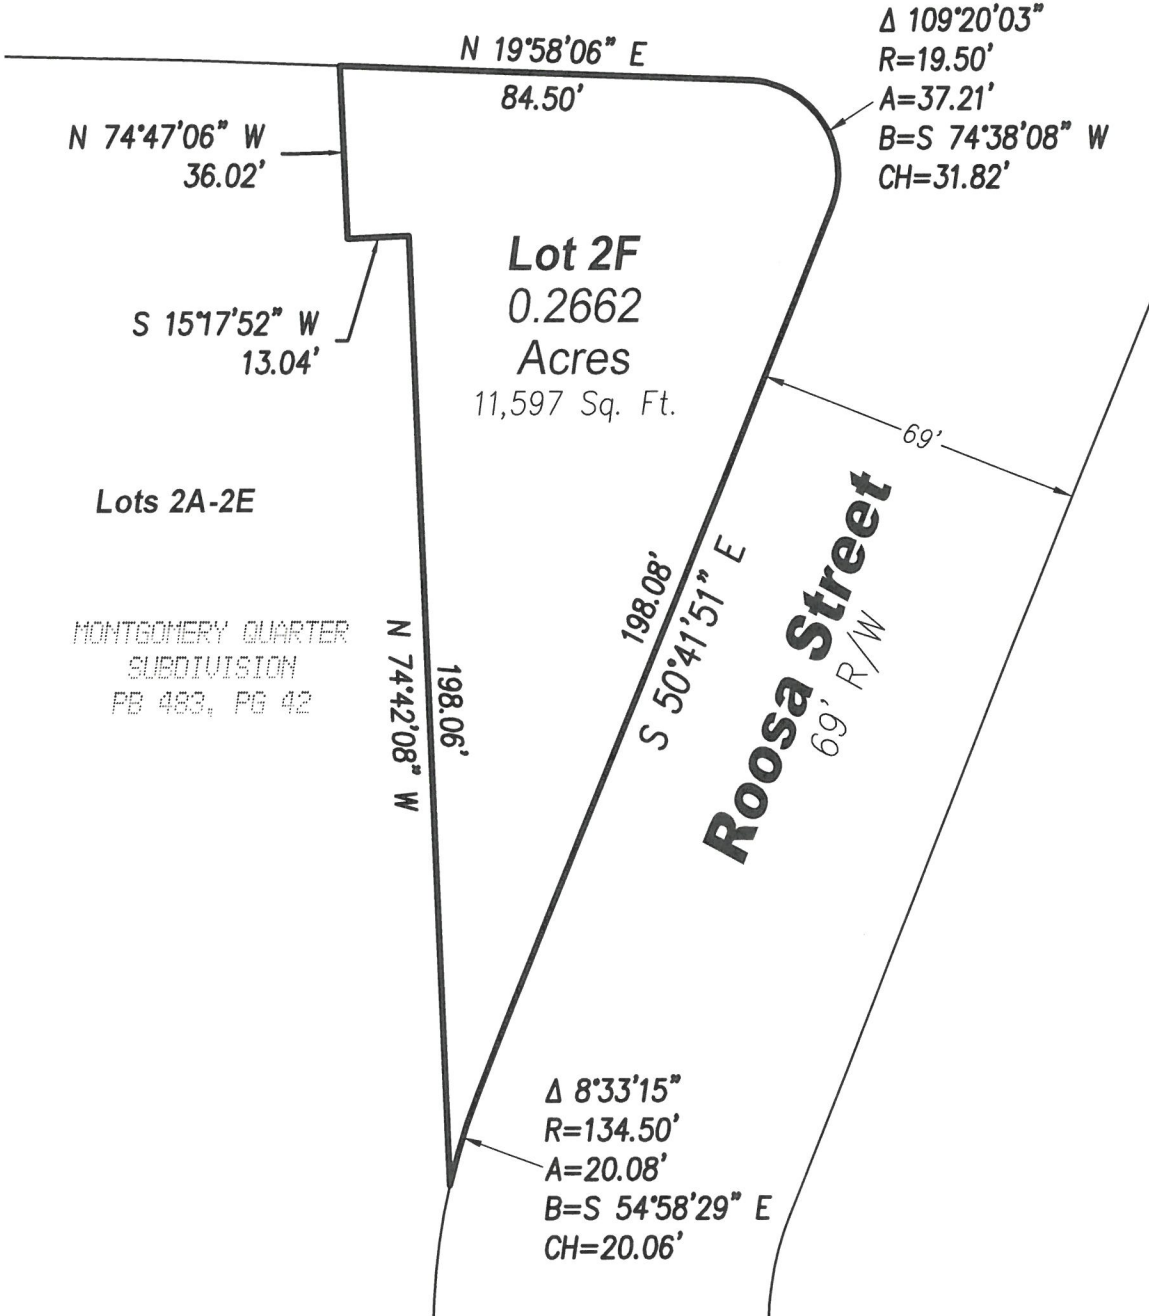 N 19°58'06" E
84.50'
Δ 109°20'03"
R=19.50'
A=37.21'
B=S 74°38'08" W
CH=31.82'
N 74°47'06" W
36.02'
S 15°17'52" W
13.04'
Lot 2F
0.2662
Acres
11,597 Sq. Ft.
69'
Lots 2A-2E
MONTGOMERY QUARTER
SUBDIVISION
PB 483, PG 42
N 74°42'08" W
198.06'
198.08'
S 50°41'51" E
Roosa Street
69' R/W
Δ 8°33'15"
R=134.50'
A=20.08'
B=S 54°58'29" E
CH=20.06'